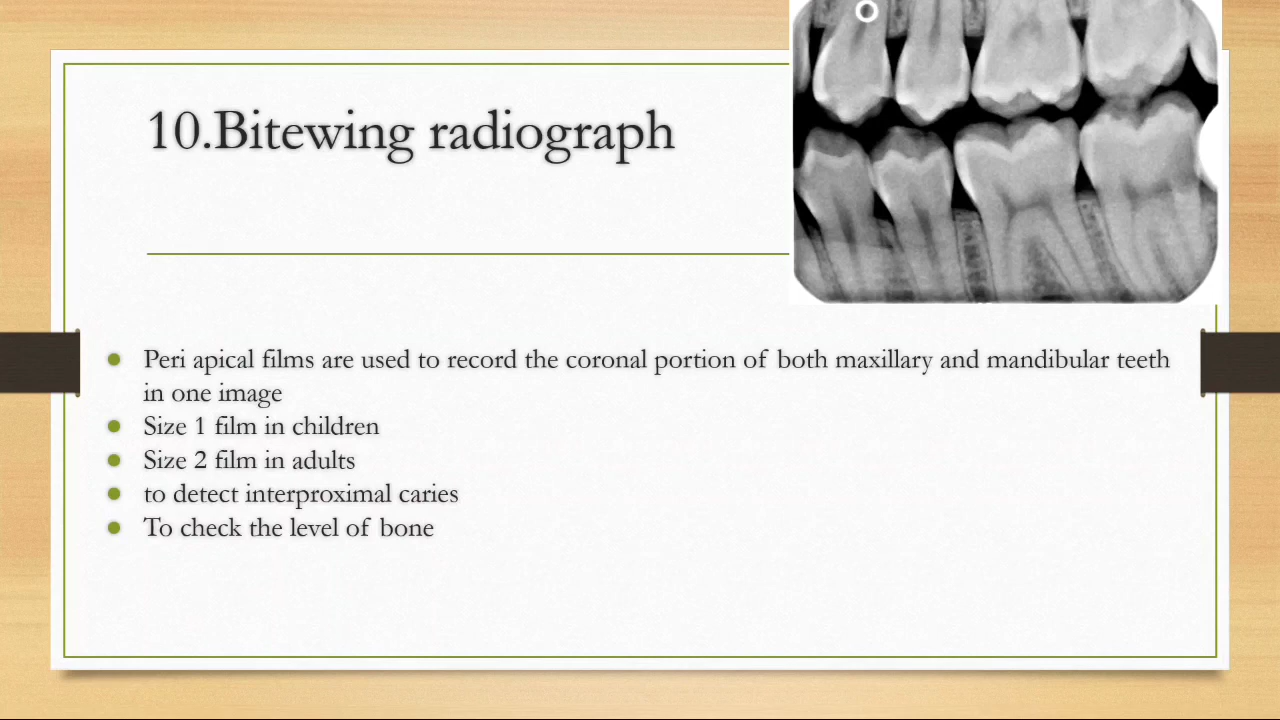 10.Bitewing radiograph
Peri apical films are used to record the coronal portion of both maxillary and mandibular teeth
in one image
Size 1 film in children
Size 2 film in adults
to detect interproximal caries
To check the level of bone